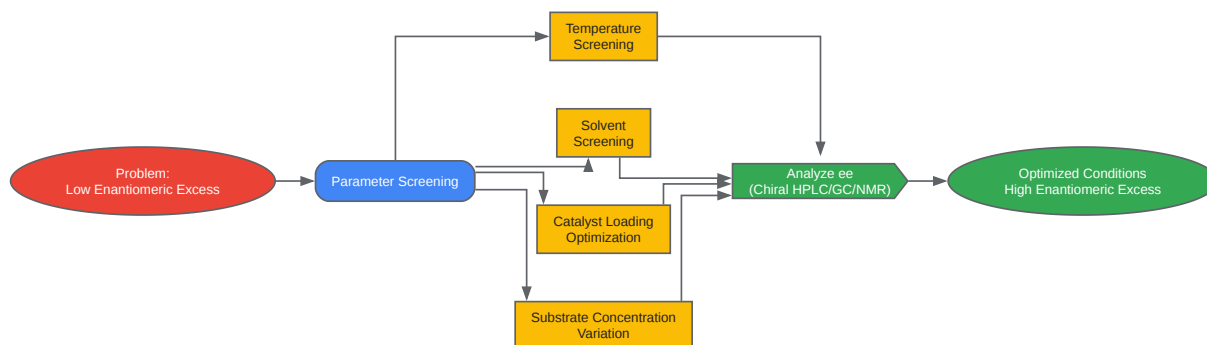 Temperature
Screening
Solvent
Screening
Problem:
Low Enantiomeric Excess
Parameter Screening
Analyze ee
(Chiral HPLC/GC/NMR)
Optimized Conditions
High Enantiomeric Excess
Catalyst Loading
Optimization
Substrate Concentration
Variation